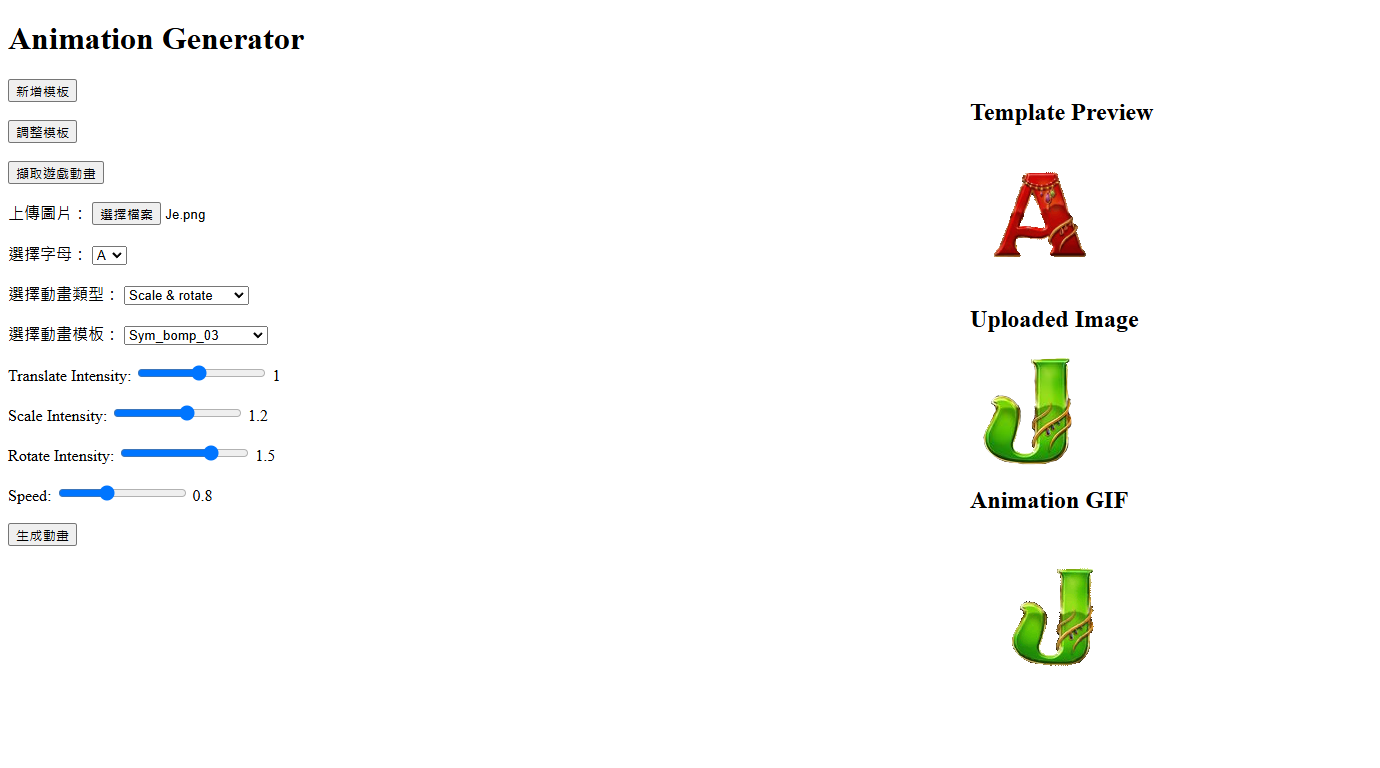 Animation Generator
新增模板
調整模板
擷取遊戲動畫
上傳圖片： 選擇檔案 Je.png
選擇字母： A
選擇動畫類型： Scale & rotate
選擇動畫模板： Sym_bomp_03
Translate Intensity: 1
Scale Intensity: 1.2
Rotate Intensity: 1.5
Speed: 0.8
生成動畫
Template Preview
A
Uploaded Image
J
Animation GIF
J